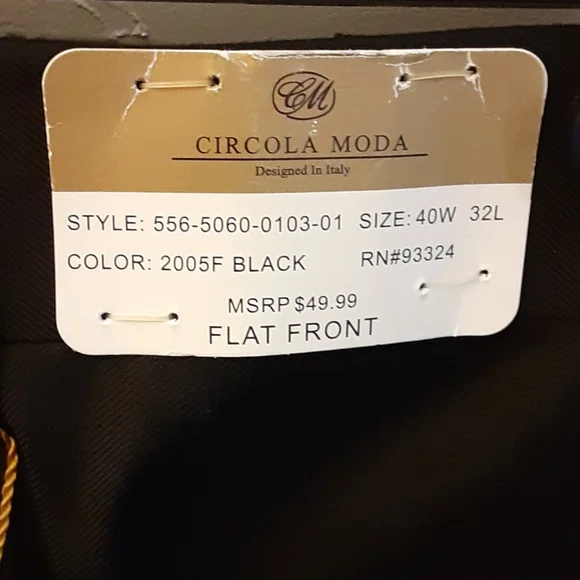 CM
CIRCOLA MODA
Designed In Italy
STYLE: 556-5060-0103-01 SIZE: 40W 32L
COLOR: 2005F BLACK RN#93324
MSRP $49.99
FLAT FRONT